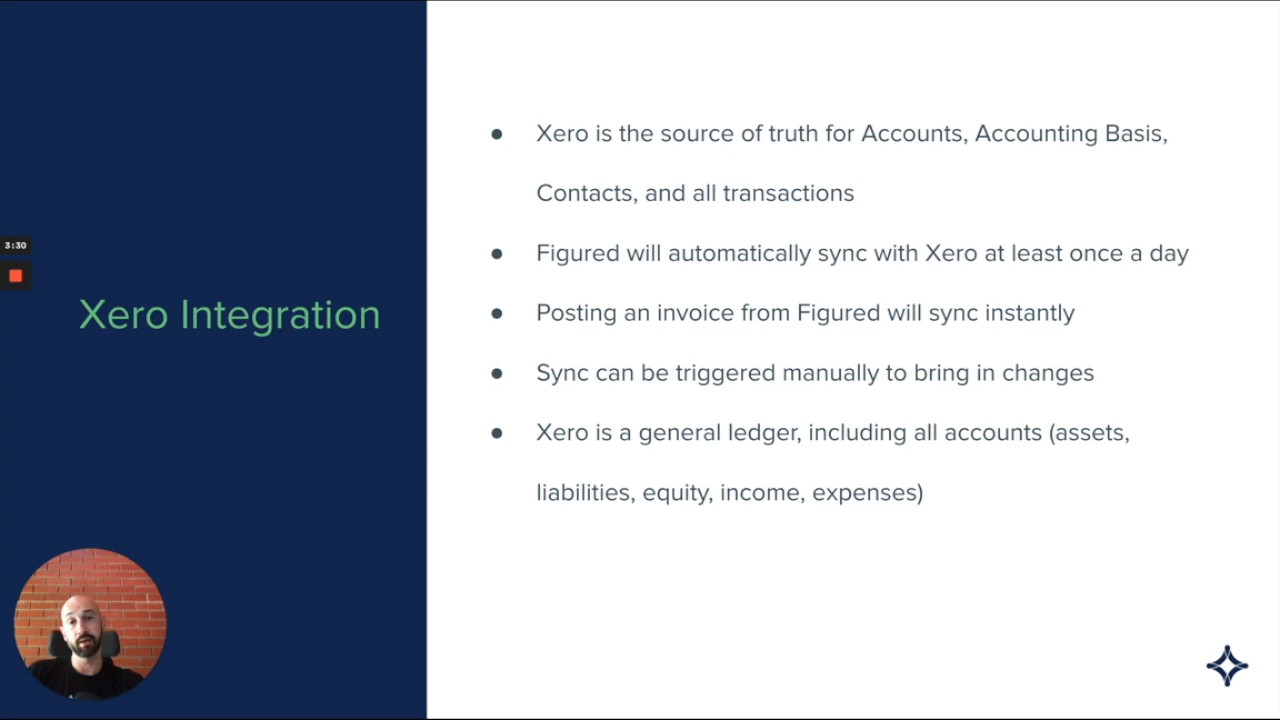 Xero Integration
● Xero is the source of truth for Accounts, Accounting Basis,
Contacts, and all transactions
● Figured will automatically sync with Xero at least once a day
● Posting an invoice from Figured will sync instantly
● Sync can be triggered manually to bring in changes
● Xero is a general ledger, including all accounts (assets,
liabilities, equity, income, expenses)
3:30